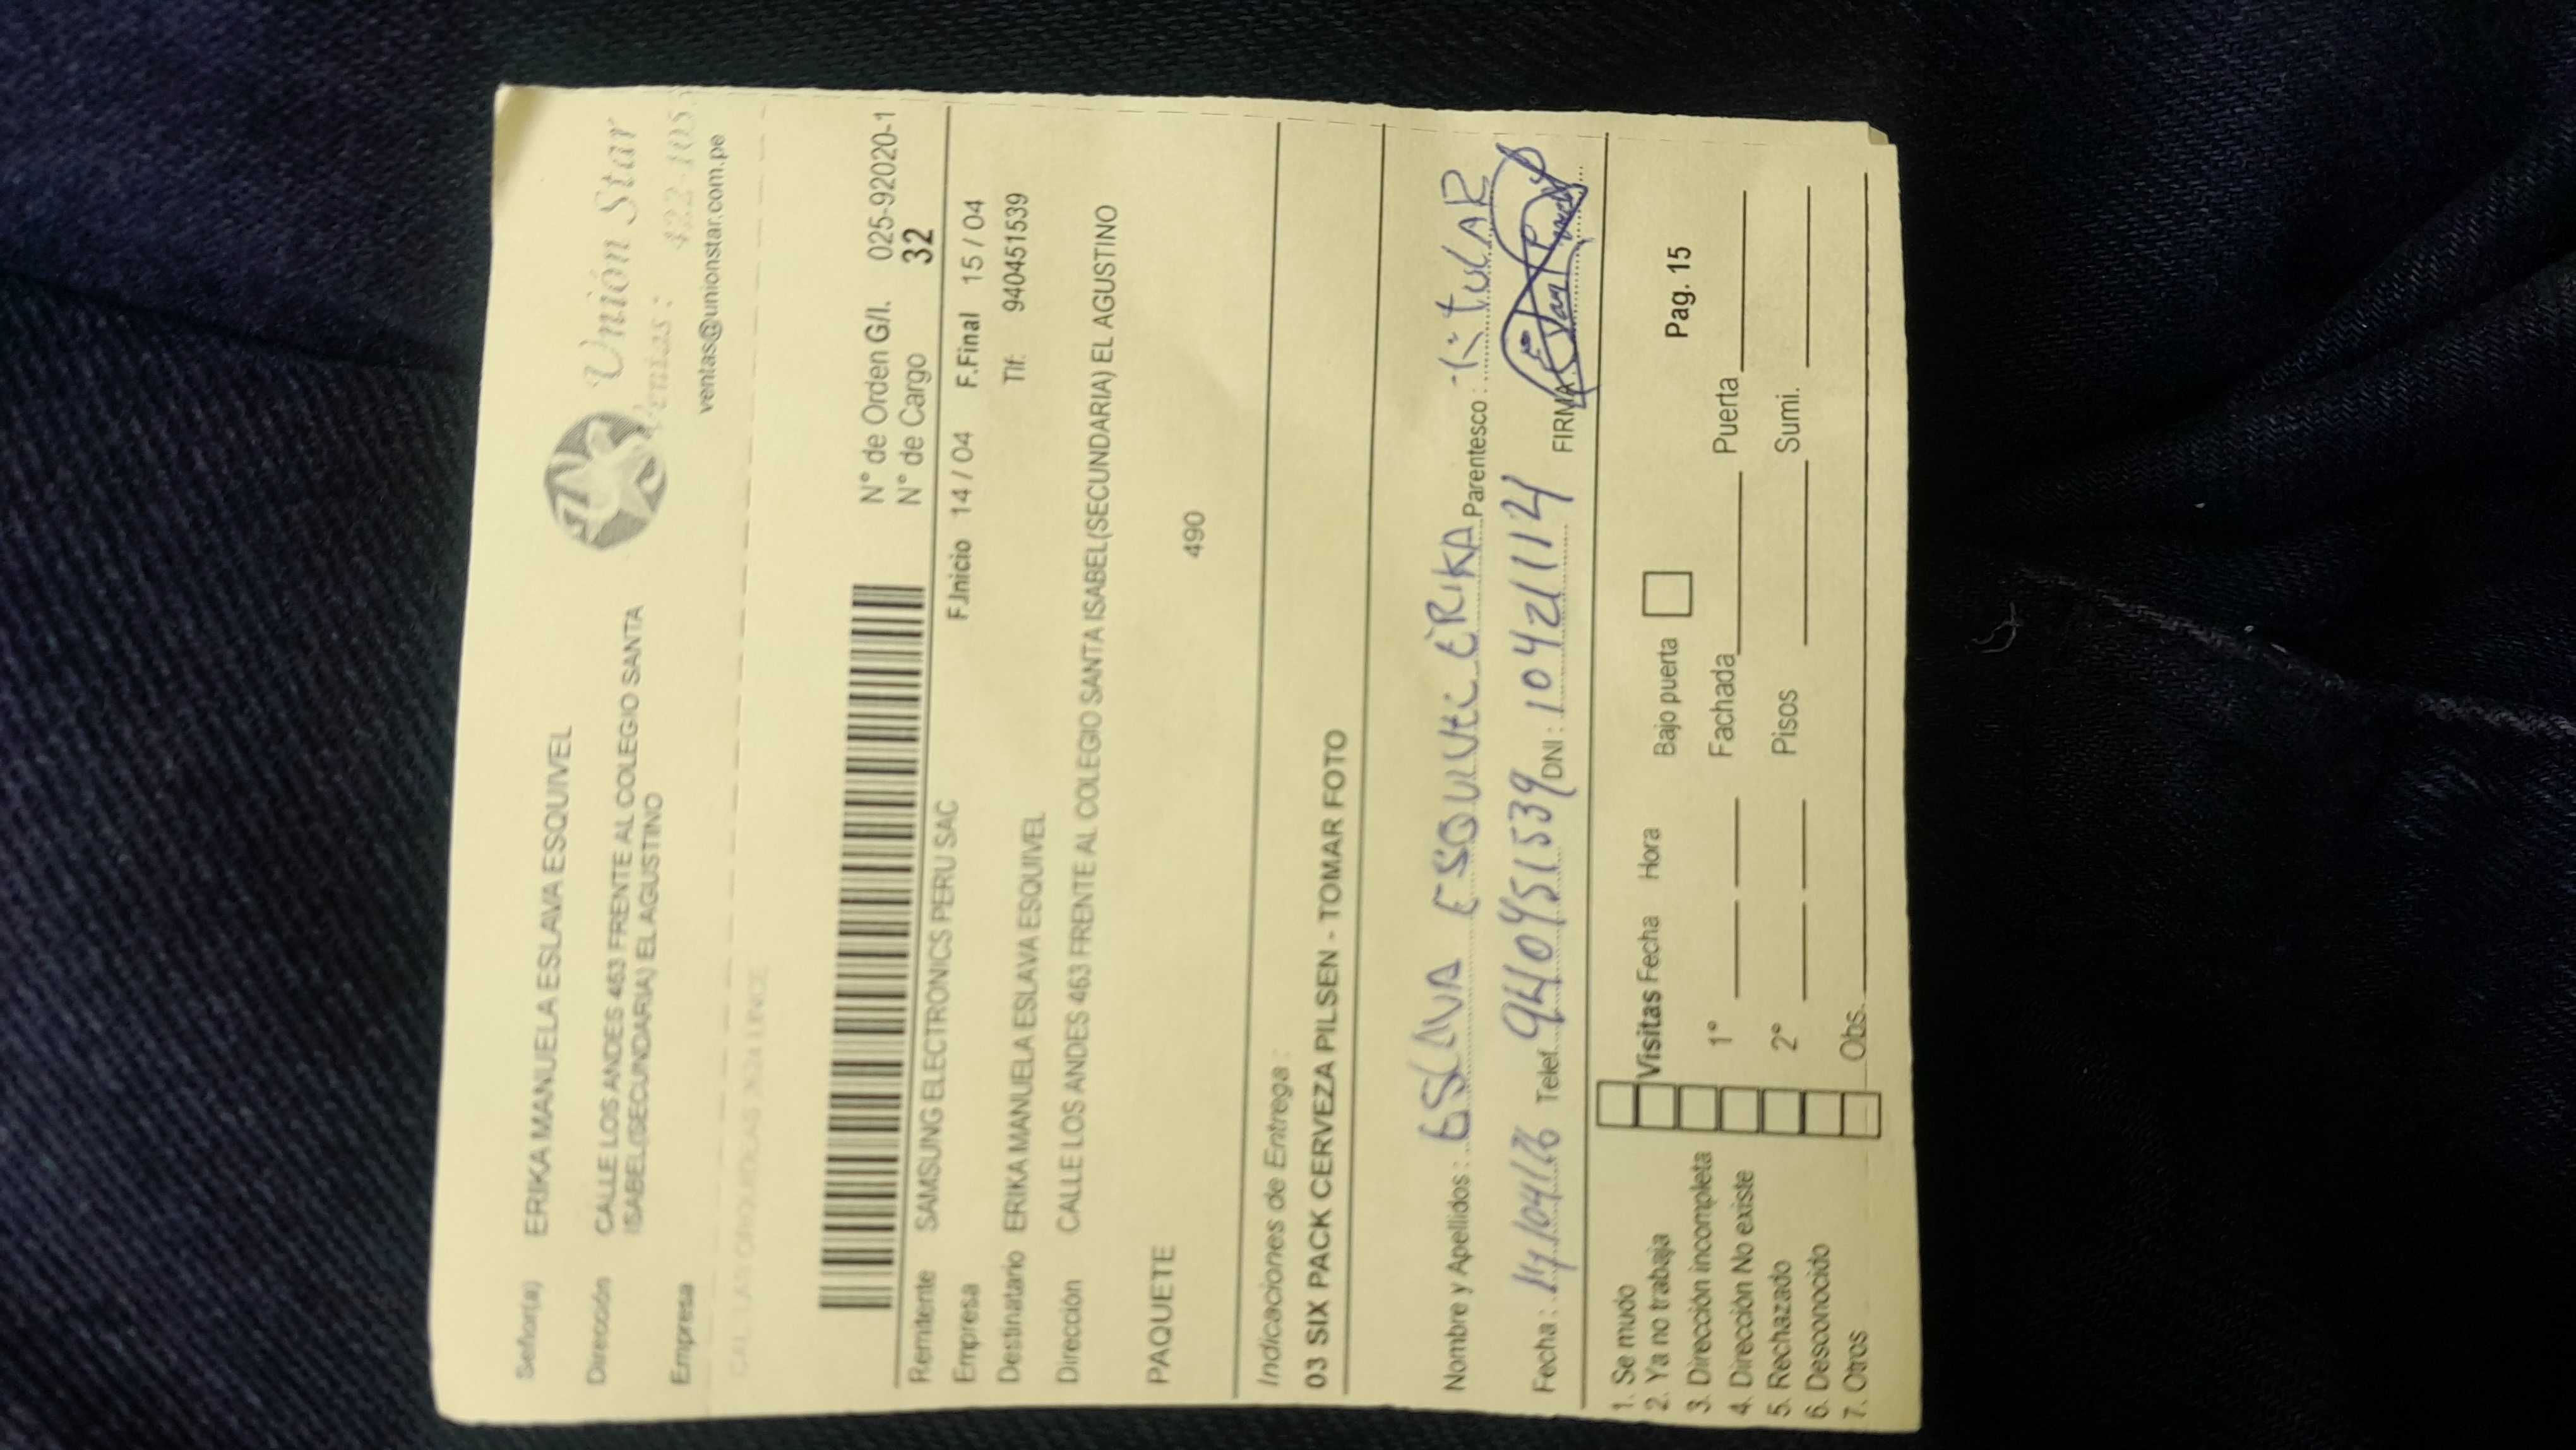 Señor(a) ERIKA MANUELA ESLAVA ESQUIVEL
Dirección CALLE LOS ANDES 463 FRENTE AL COLEGIO SANTA
ISABEL(SECUNDARIA) EL AGUSTINO
Empresa
Unión Star
Ventas: 422-105
ventas@unionstar.com.pe
N° de Orden G/I. 025-92020-1
N° de Cargo 32
Remitente SAMSUNG ELECTRONICS PERU SAC
F.Inicio 14 / 04 F.Final 15 / 04
Empresa
Destinatario ERIKA MANUELA ESLAVA ESQUIVEL Tlf. 940451539
Dirección CALLE LOS ANDES 463 FRENTE AL COLEGIO SANTA ISABEL(SECUNDARIA) EL AGUSTINO
PAQUETE 490
Indicaciones de Entrega :
03 SIX PACK CERVEZA PILSEN - TOMAR FOTO
Nombre y Apellidos : ESLAVA ESQUIVEL ERIKA Parentesco : TitulAR
Fecha : 14/04/26 Telef. 940451539 DNI : 10421114 FIRMA
1. Se mudo
2. Ya no trabaja Visitas Fecha Hora Bajo puerta Pag. 15
3. Dirección incompleta
4. Dirección No existe 1° Fachada Puerta
5. Rechazado 2° Pisos Sumi.
6. Desconocido
7. Otros Obs.